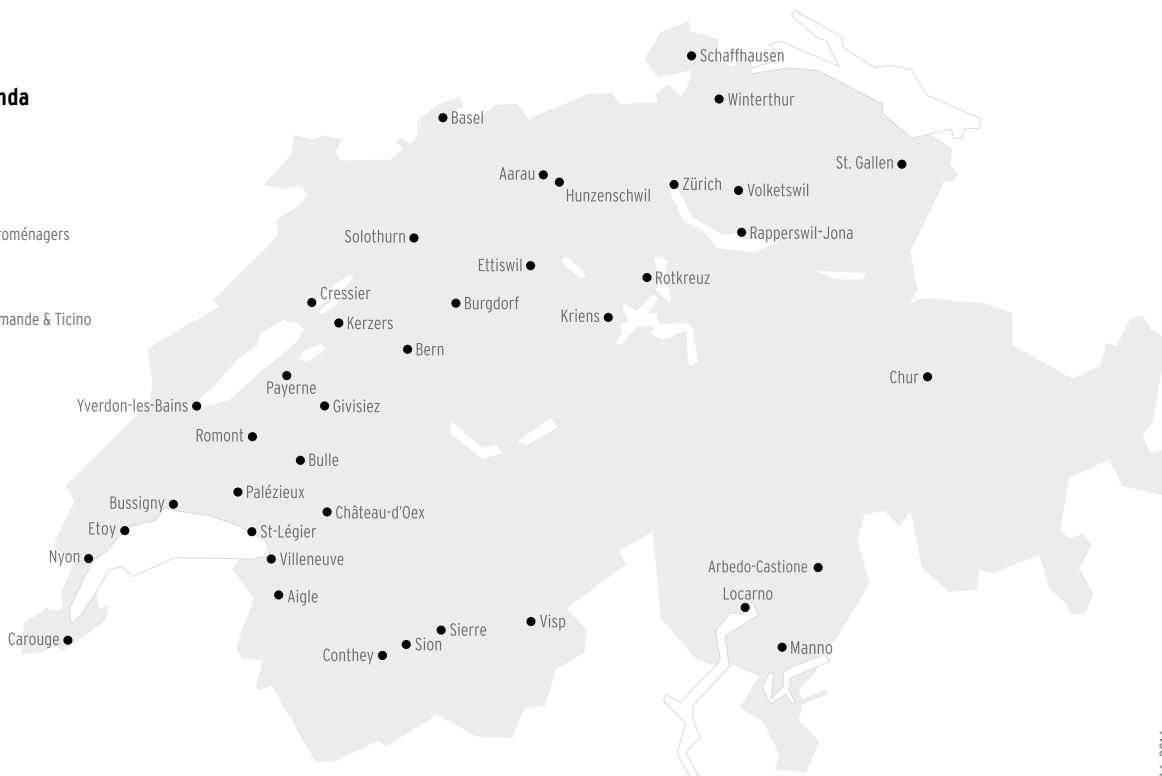 nda
roménagers
mande & Ticino
Schaffhausen
Winterthur
Basel
St. Gallen
Aarau
Hunzenschwil
Zürich
Volketswil
Rapperswil-Jona
Solothurn
Ettiswil
Rotkreuz
Cressier
Burgdorf
Kriens
Kerzers
Bern
Chur
Payerne
Yverdon-les-Bains
Givisiez
Romont
Bulle
Palézieux
Bussigny
Château-d'Oex
Etoy
St-Légier
Nyon
Villeneuve
Arbedo-Castione
Aigle
Locarno
Visp
Sierre
Carouge
Sion
Manno
Conthey